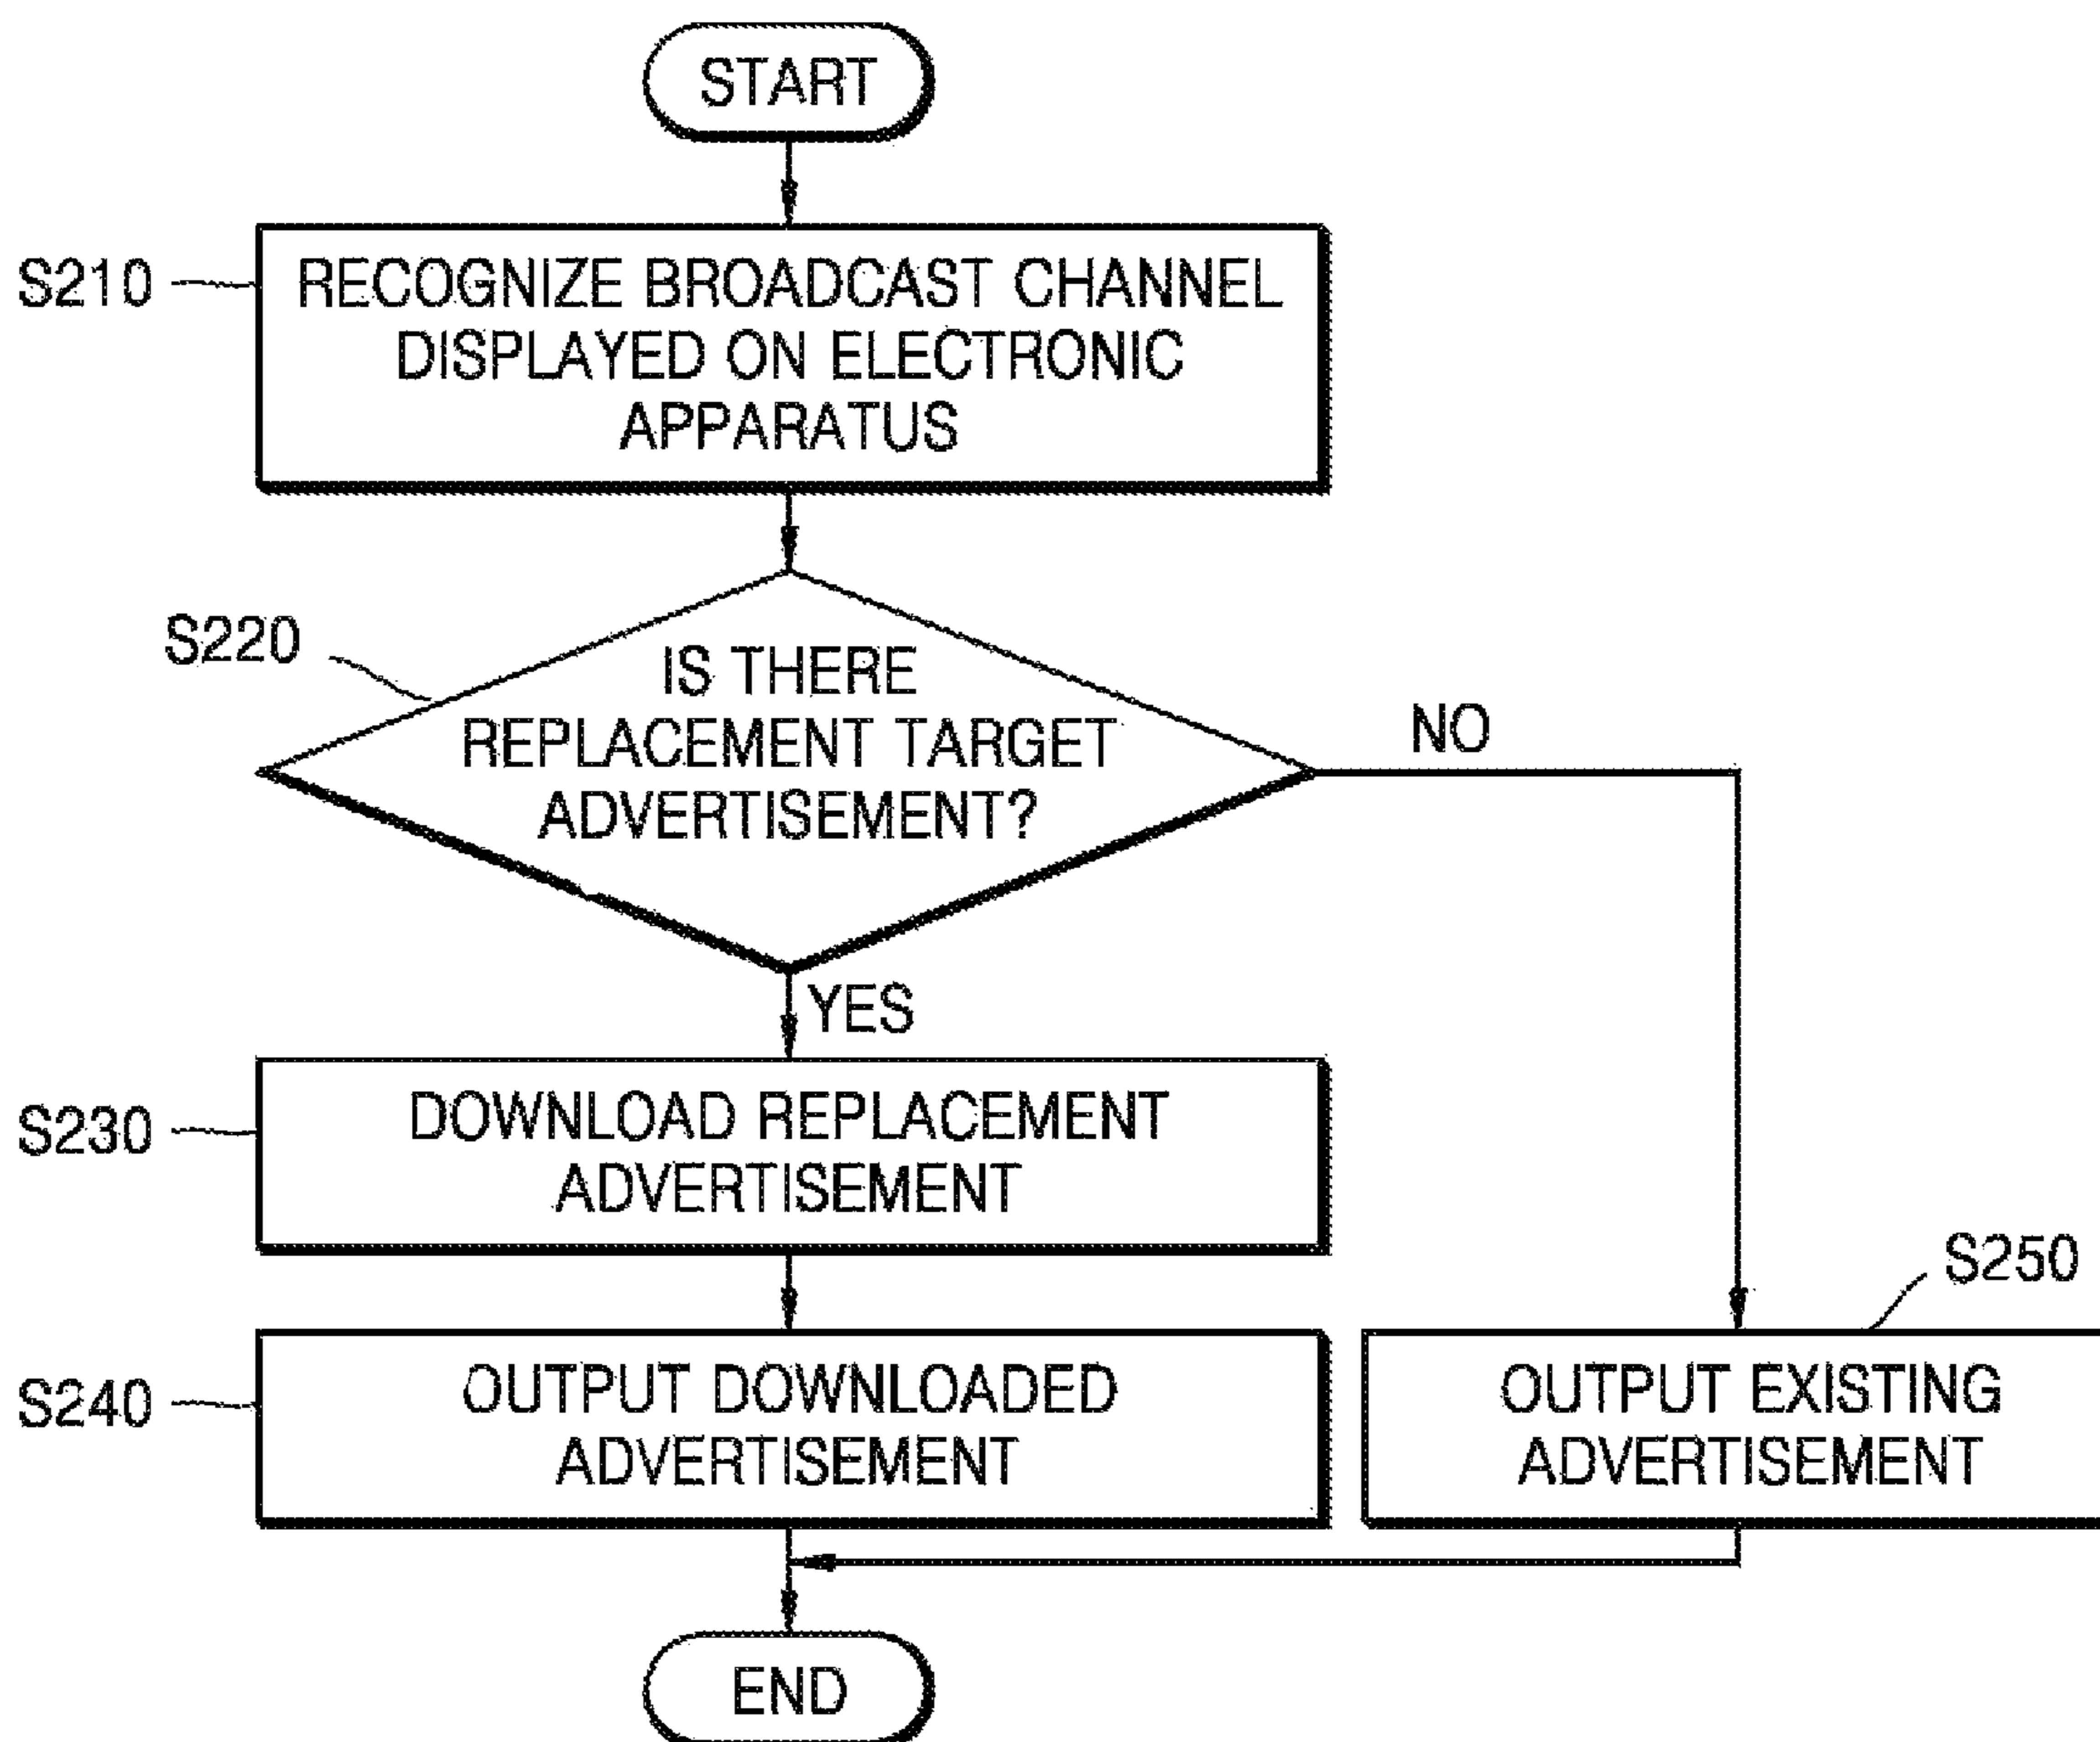 START
S210
RECOGNIZE BROADCAST CHANNEL
DISPLAYED ON ELECTRONIC
APPARATUS
S220
IS THERE
REPLACEMENT TARGET
ADVERTISEMENT?
NO
YES
S230
DOWNLOAD REPLACEMENT
ADVERTISEMENT
S240
OUTPUT DOWNLOADED
ADVERTISEMENT
S250
OUTPUT EXISTING
ADVERTISEMENT
END